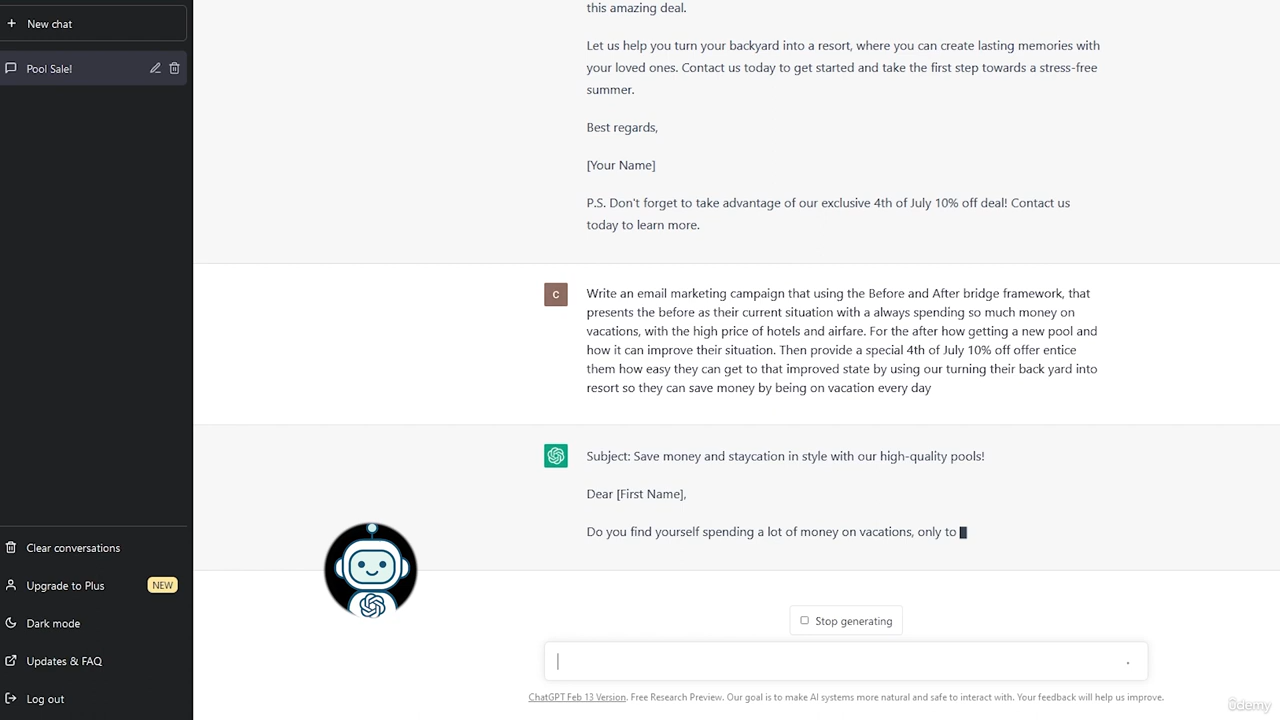 New chat
Pool Sale!
this amazing deal.
Let us help you turn your backyard into a resort, where you can create lasting memories with
your loved ones. Contact us today to get started and take the first step towards a stress-free
summer.
Best regards,
[Your Name]
P.S. Don't forget to take advantage of our exclusive 4th of July 10% off deal! Contact us
today to learn more.
C
Write an email marketing campaign that using the Before and After bridge framework, that
presents the before as their current situation with a always spending so much money on
vacations, with the high price of hotels and airfare. For the after how getting a new pool and
how it can improve their situation. Then provide a special 4th of July 10% off offer entice
them how easy they can get to that improved state by using our turning their back yard into
resort so they can save money by being on vacation every day
Subject: Save money and staycation in style with our high-quality pools!
Dear [First Name],
Do you find yourself spending a lot of money on vacations, only to
Clear conversations
Upgrade to Plus NEW
Dark mode
Updates & FAQ
Log out
Stop generating
ChatGPT Feb 13 Version. Free Research Preview. Our goal is to make AI systems more natural and safe to interact with. Your feedback will help us improve.
ûdemy